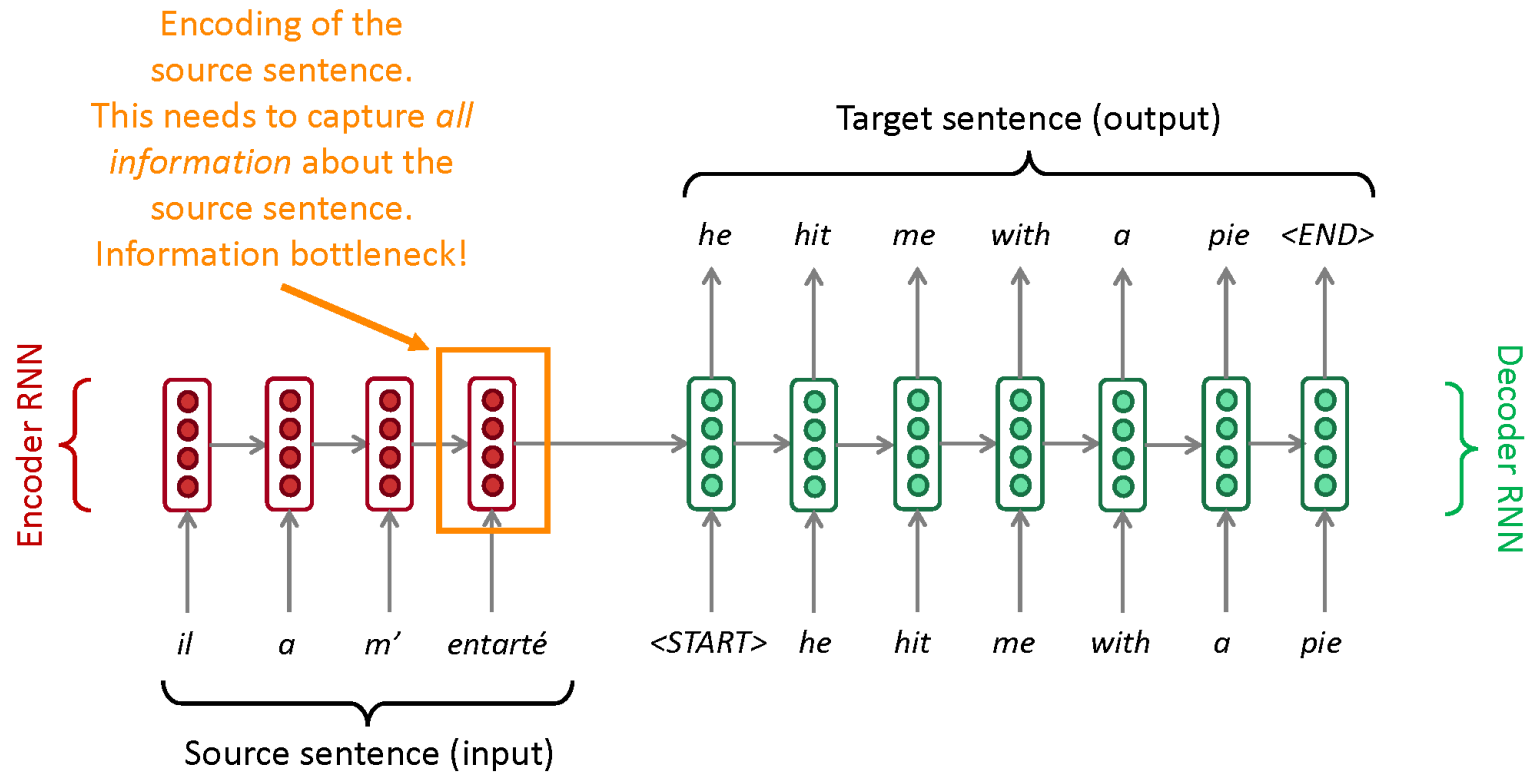 Encoding of the
source sentence.
This needs to capture all
information about the
source sentence.
Information bottleneck!
Target sentence (output)
he hit me with a pie <END>
Encoder RNN
Decoder RNN
il a m’ entarté
<START> he hit me with a pie
Source sentence (input)